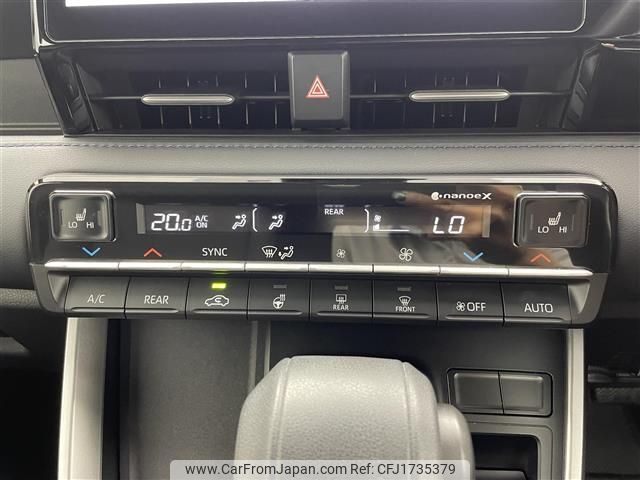 nanoeX
LO HI
20.0 A/C ON
REAR
LO
LO HI
SYNC
A/C
REAR
REAR
FRONT
OFF
AUTO
www.CarFromJapan.com | Ref ID:CFJ1735379